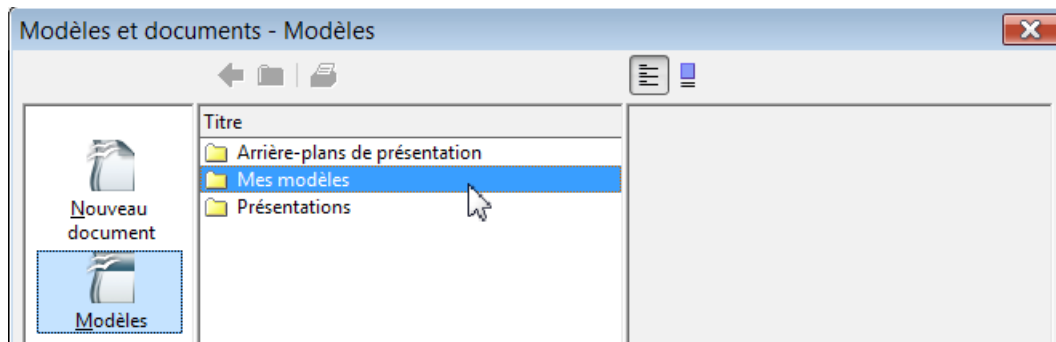 Modèles et documents - Modèles
Titre
Arrière-plans de présentation
Mes modèles
Présentations
Nouveau
document
Modèles